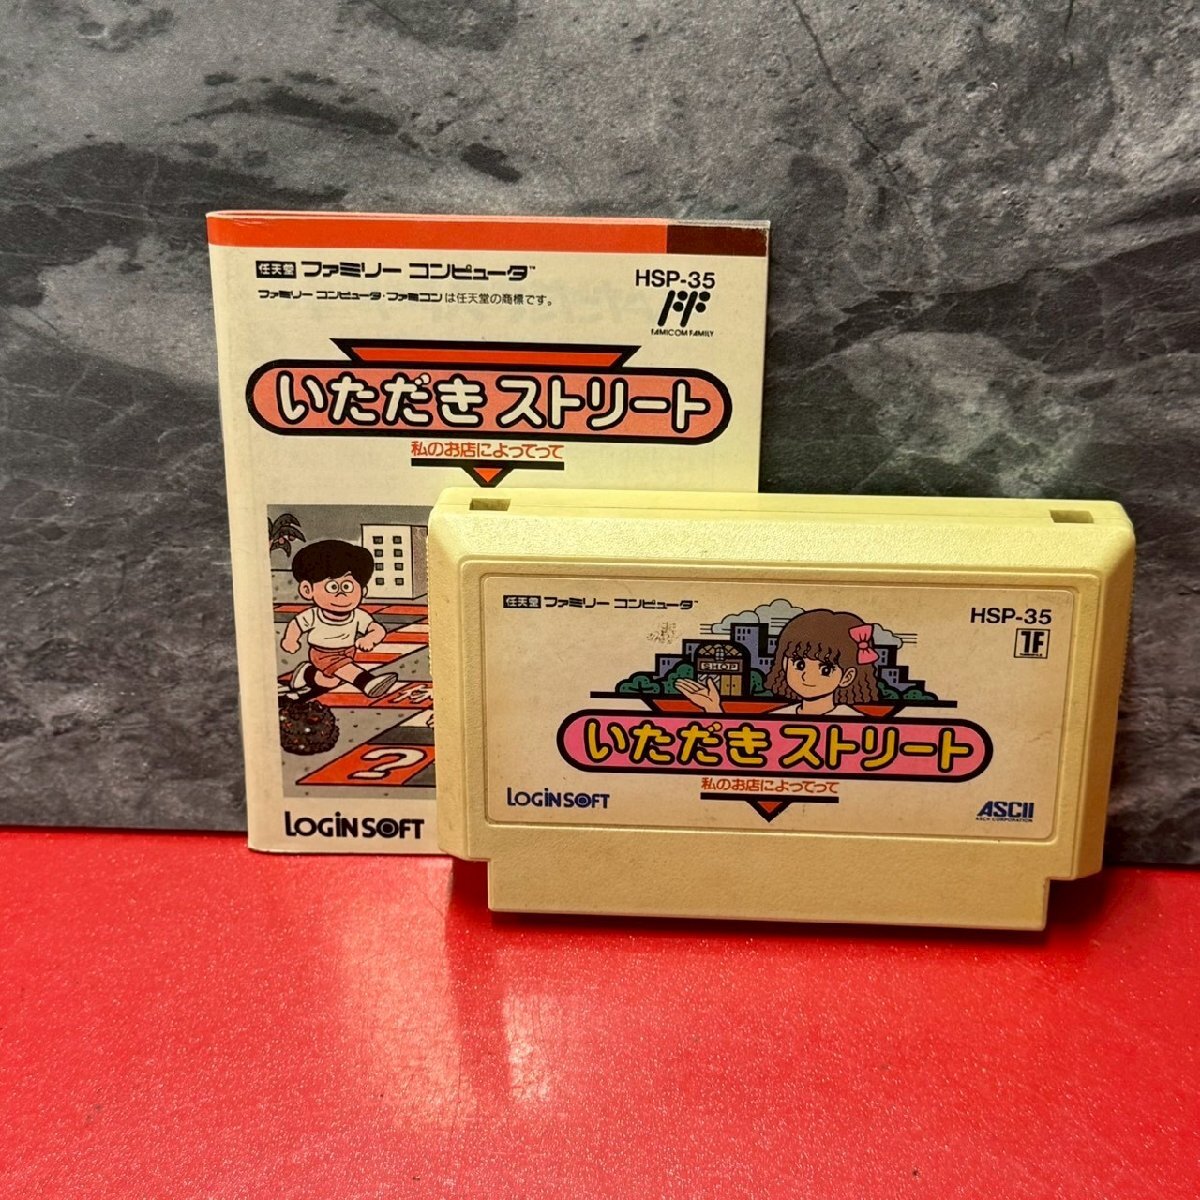 任天堂 ファミリー コンピュータ™
HSP-35
ファミリー コンピュータ・ファミコンは任天堂の商標です。
FAMICOM FAMILY
いただきストリート
私のお店によってって
?
LOGiNSOFT
任天堂 ファミリー コンピュータ™
HSP-35
1F
SHOP
いただきストリート
私のお店によってって
LOGiNSOFT
ASCII
ASCII CORPORATION